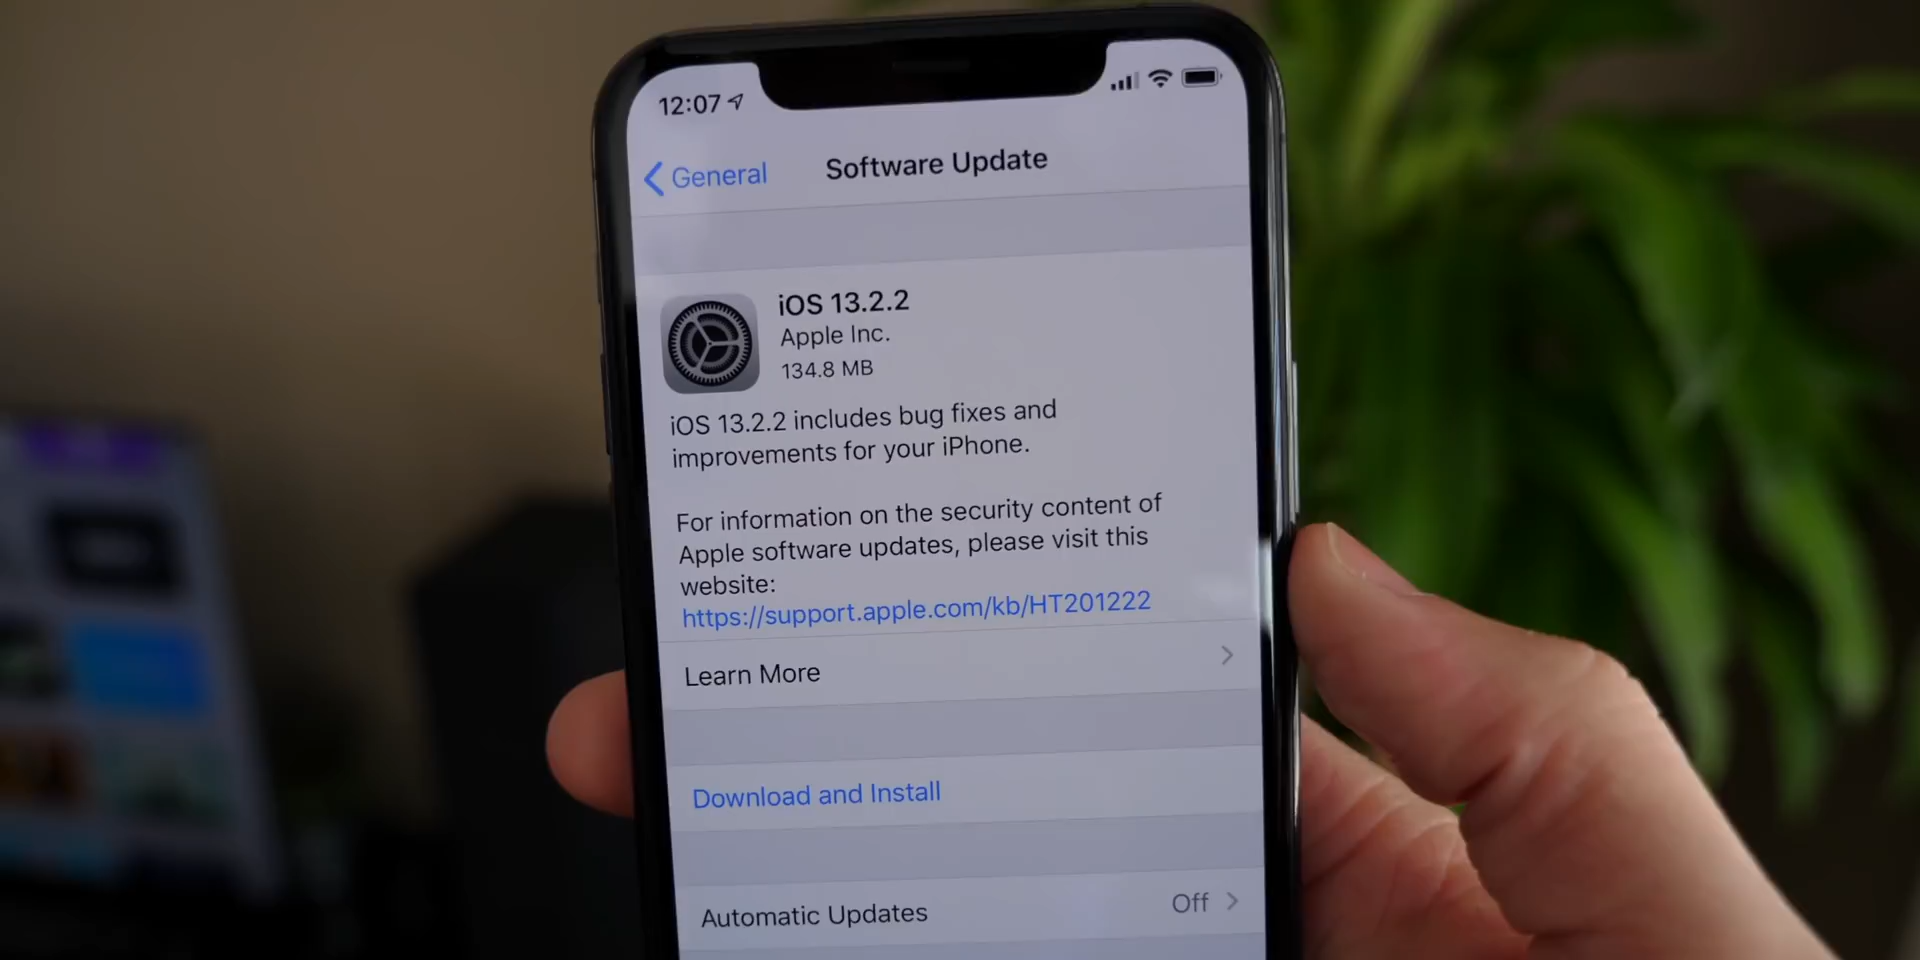 12:07
General
Software Update
iOS 13.2.2
Apple Inc.
134.8 MB
iOS 13.2.2 includes bug fixes and
improvements for your iPhone.
For information on the security content of
Apple software updates, please visit this
website:
https://support.apple.com/kb/HT201222
Learn More
Download and Install
Automatic Updates Off